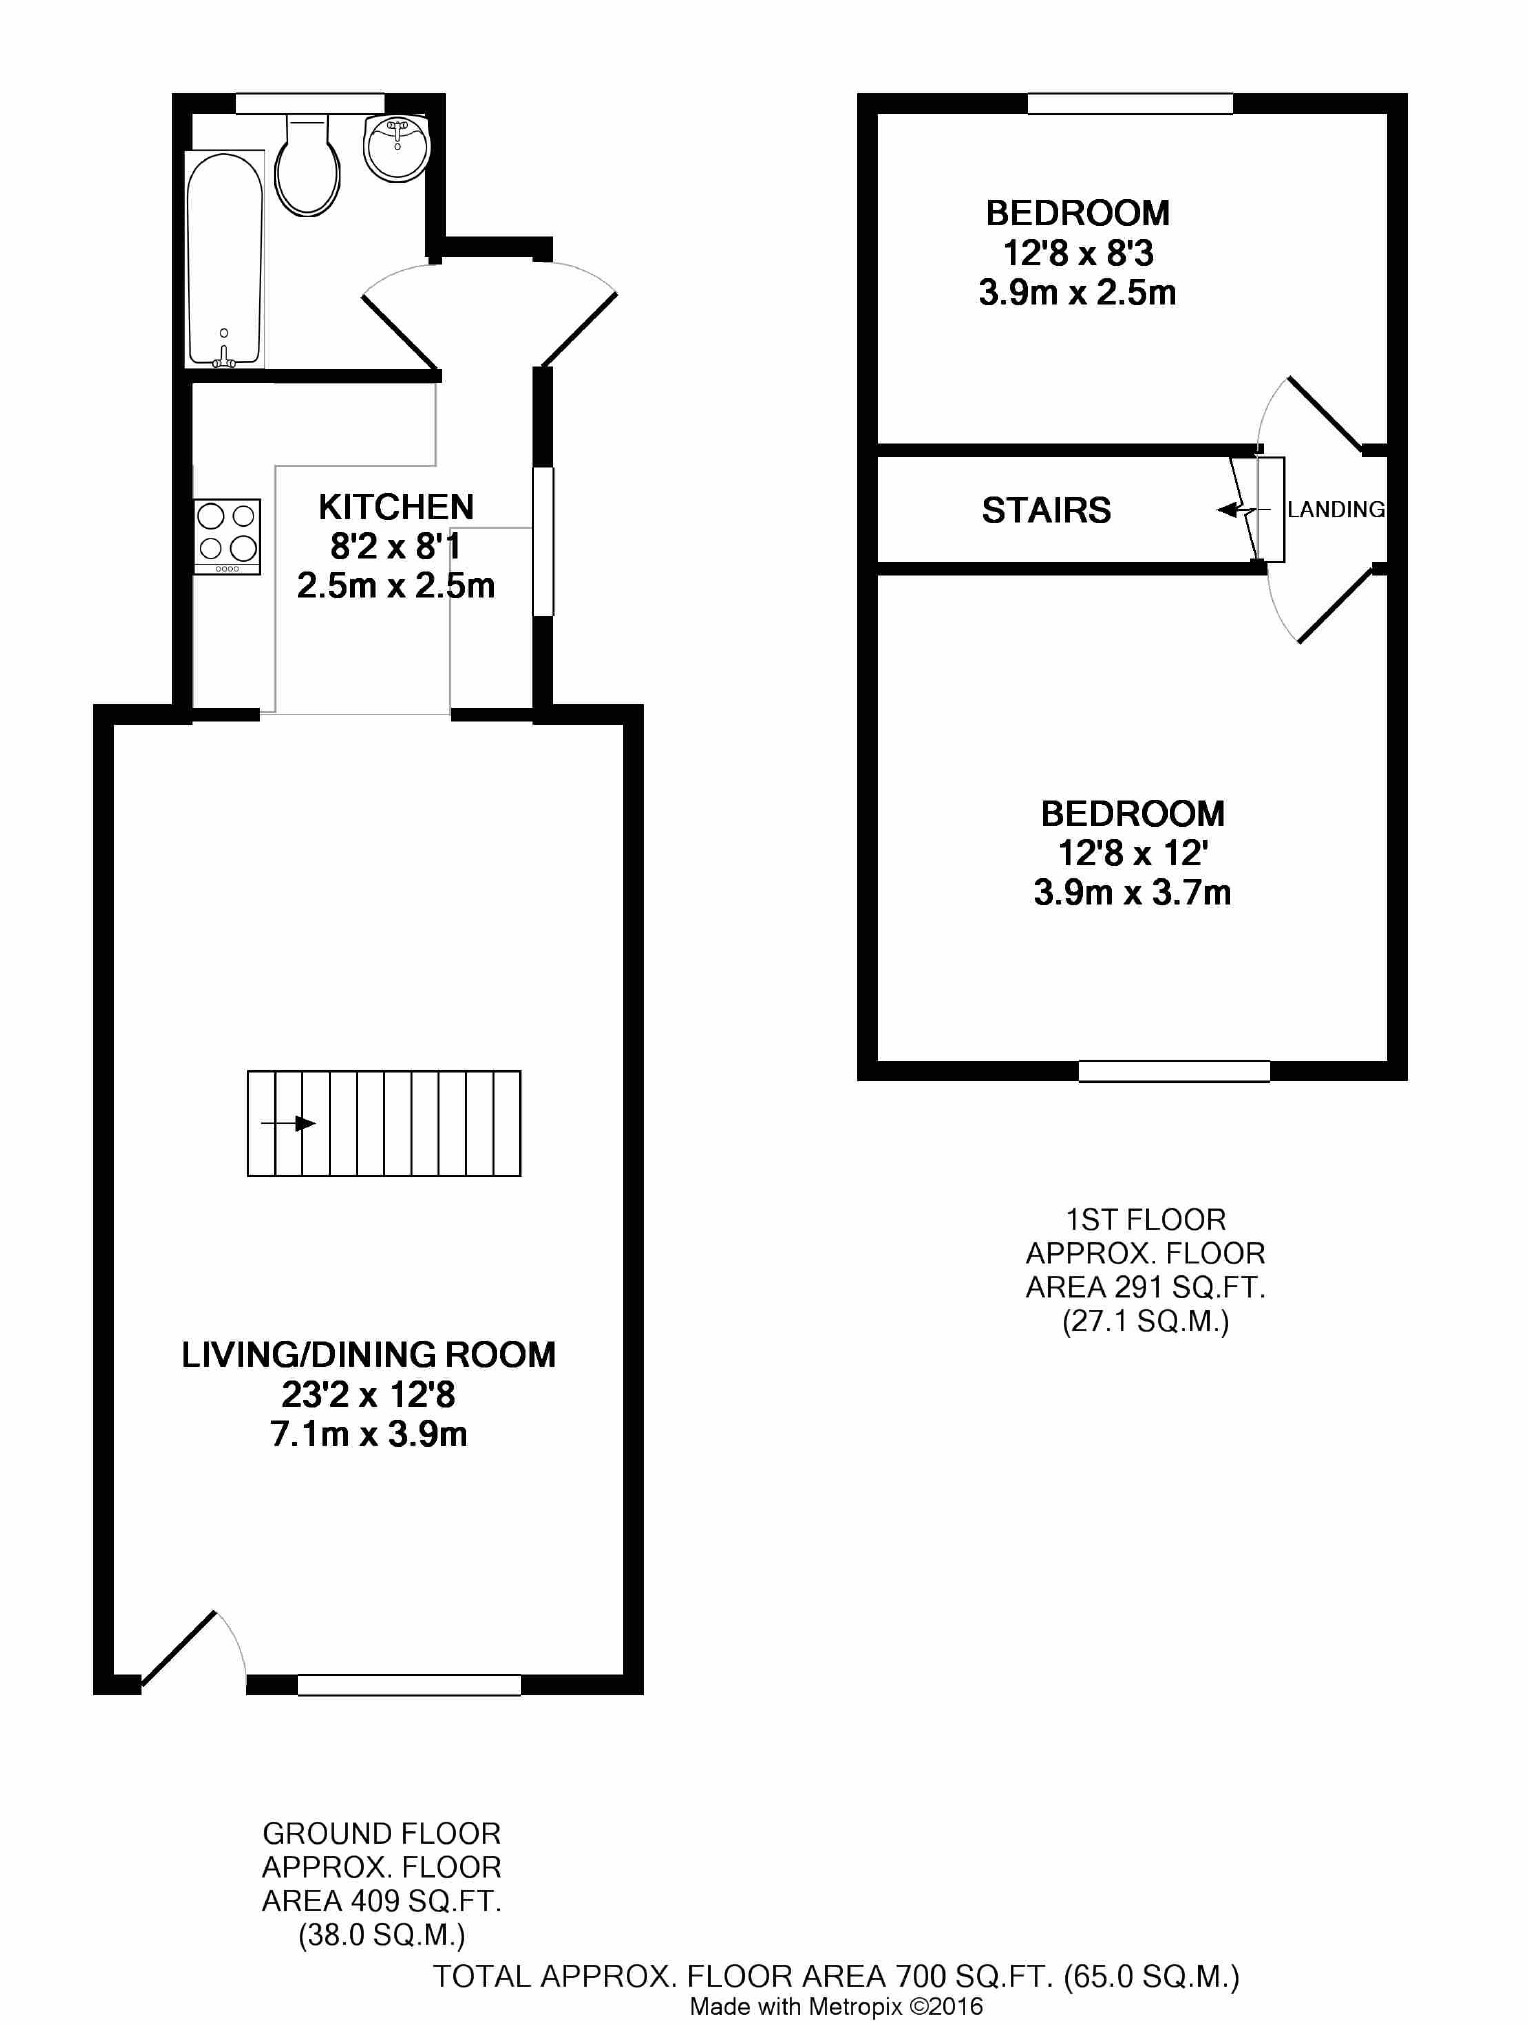 BEDROOM
12'8 x 8'3
3.9m x 2.5m
KITCHEN
8'2 x 8'1
2.5m x 2.5m
STAIRS
LANDING
BEDROOM
12'8 x 12'
3.9m x 3.7m
1ST FLOOR
APPROX. FLOOR
AREA 291 SQ.FT.
(27.1 SQ.M.)
LIVING/DINING ROOM
23'2 x 12'8
7.1m x 3.9m
GROUND FLOOR
APPROX. FLOOR
AREA 409 SQ.FT.
(38.0 SQ.M.)
TOTAL APPROX. FLOOR AREA 700 SQ.FT. (65.0 SQ.M.)
Made with Metropix ©2016